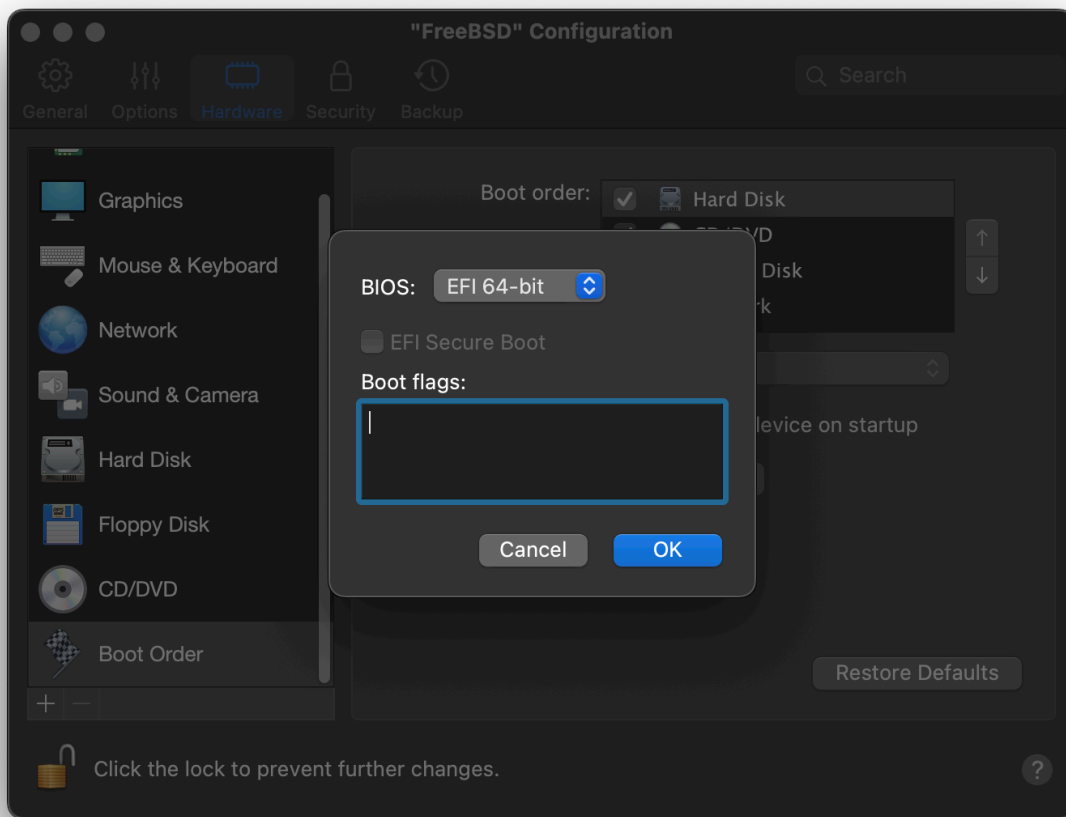 "FreeBSD" Configuration
General
Options
Hardware
Security
Backup
Search
Graphics
Mouse & Keyboard
Network
Sound & Camera
Hard Disk
Floppy Disk
CD/DVD
Boot Order
Boot order:
Hard Disk
CD/DVD
Disk
BIOS:
EFI 64-bit
EFI Secure Boot
Boot flags:
on startup
Cancel
OK
Restore Defaults
Click the lock to prevent further changes.
?